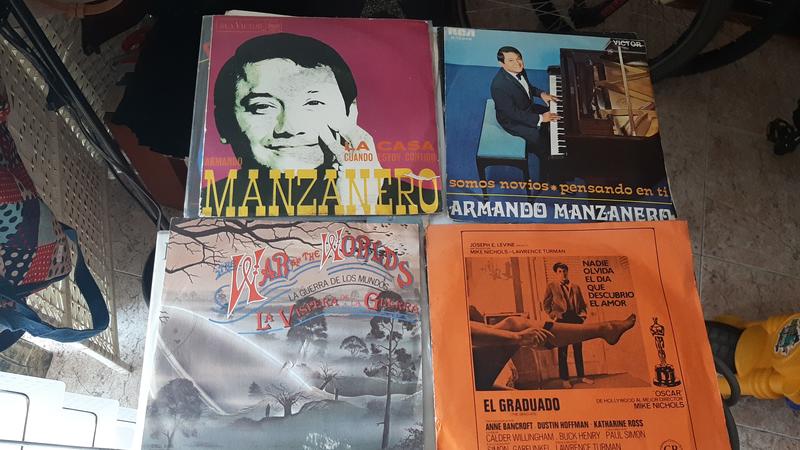 RCA VICTOR
LA CASA
CUANDO ESTOY CONTIGO
ARMANDO
MANZANERO
RCA
VICTOR
somos novios * pensando en ti
ARMANDO MANZANERO
WAR OF THE WORLDS
LA GUERRA DE LOS MUNDOS
LA VISPERA DE LA GUERRA
JOSEPH E. LEVINE
MIKE NICHOLS-LAWRENCE TURMAN
NADIE
OLVIDA
EL DIA
QUE
DESCUBRIO
EL AMOR
OSCAR
DE HOLLYWOOD AL MEJOR DIRECTOR
MIKE NICHOLS
EL GRADUADO
ANNE BANCROFT DUSTIN HOFFMAN - KATHARINE ROSS
CALDER WILLINGHAM BUCK HENRY PAUL SIMON
SIMON GARFUNKEL LAWRENCE TURMAN